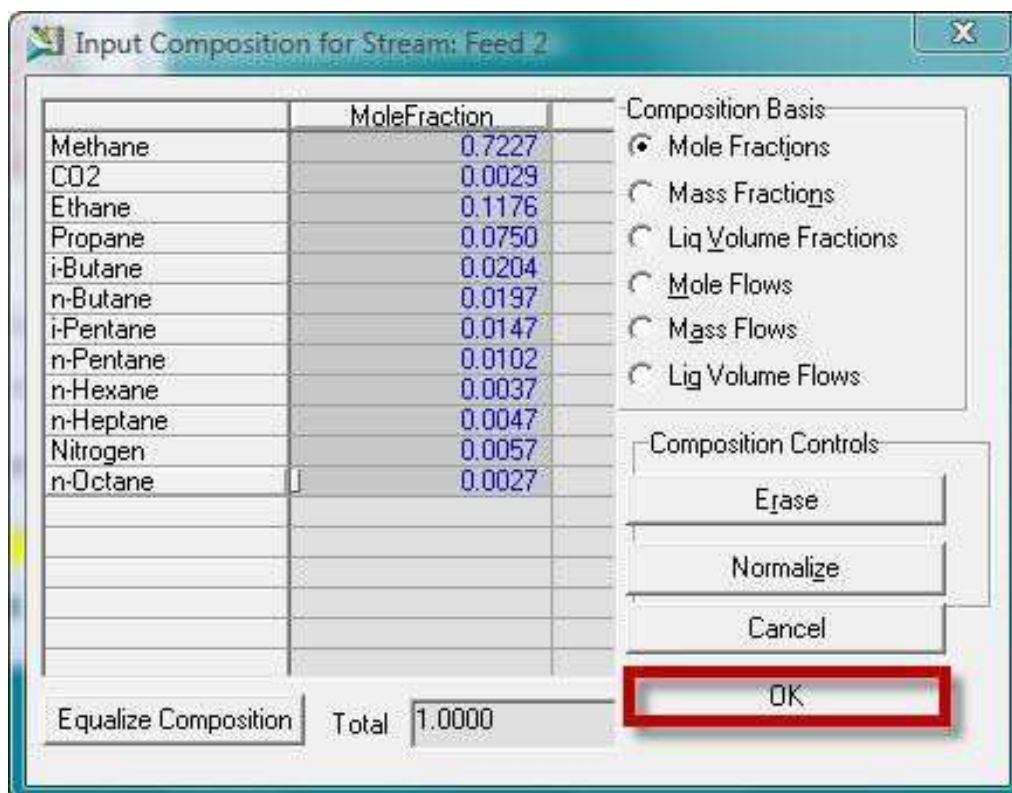 Input Composition for Stream: Feed 2
MoleFraction
Methane 0.7227
CO2 0.0029
Ethane 0.1176
Propane 0.0750
i-Butane 0.0204
n-Butane 0.0197
i-Pentane 0.0147
n-Pentane 0.0102
n-Hexane 0.0037
n-Heptane 0.0047
Nitrogen 0.0057
n-Octane 0.0027
Equalize Composition
Total 1.0000
Composition Basis
Mole Fractions
Mass Fractions
Liq Volume Fractions
Mole Flows
Mass Flows
Liq Volume Flows
Composition Controls
Erase
Normalize
Cancel
OK